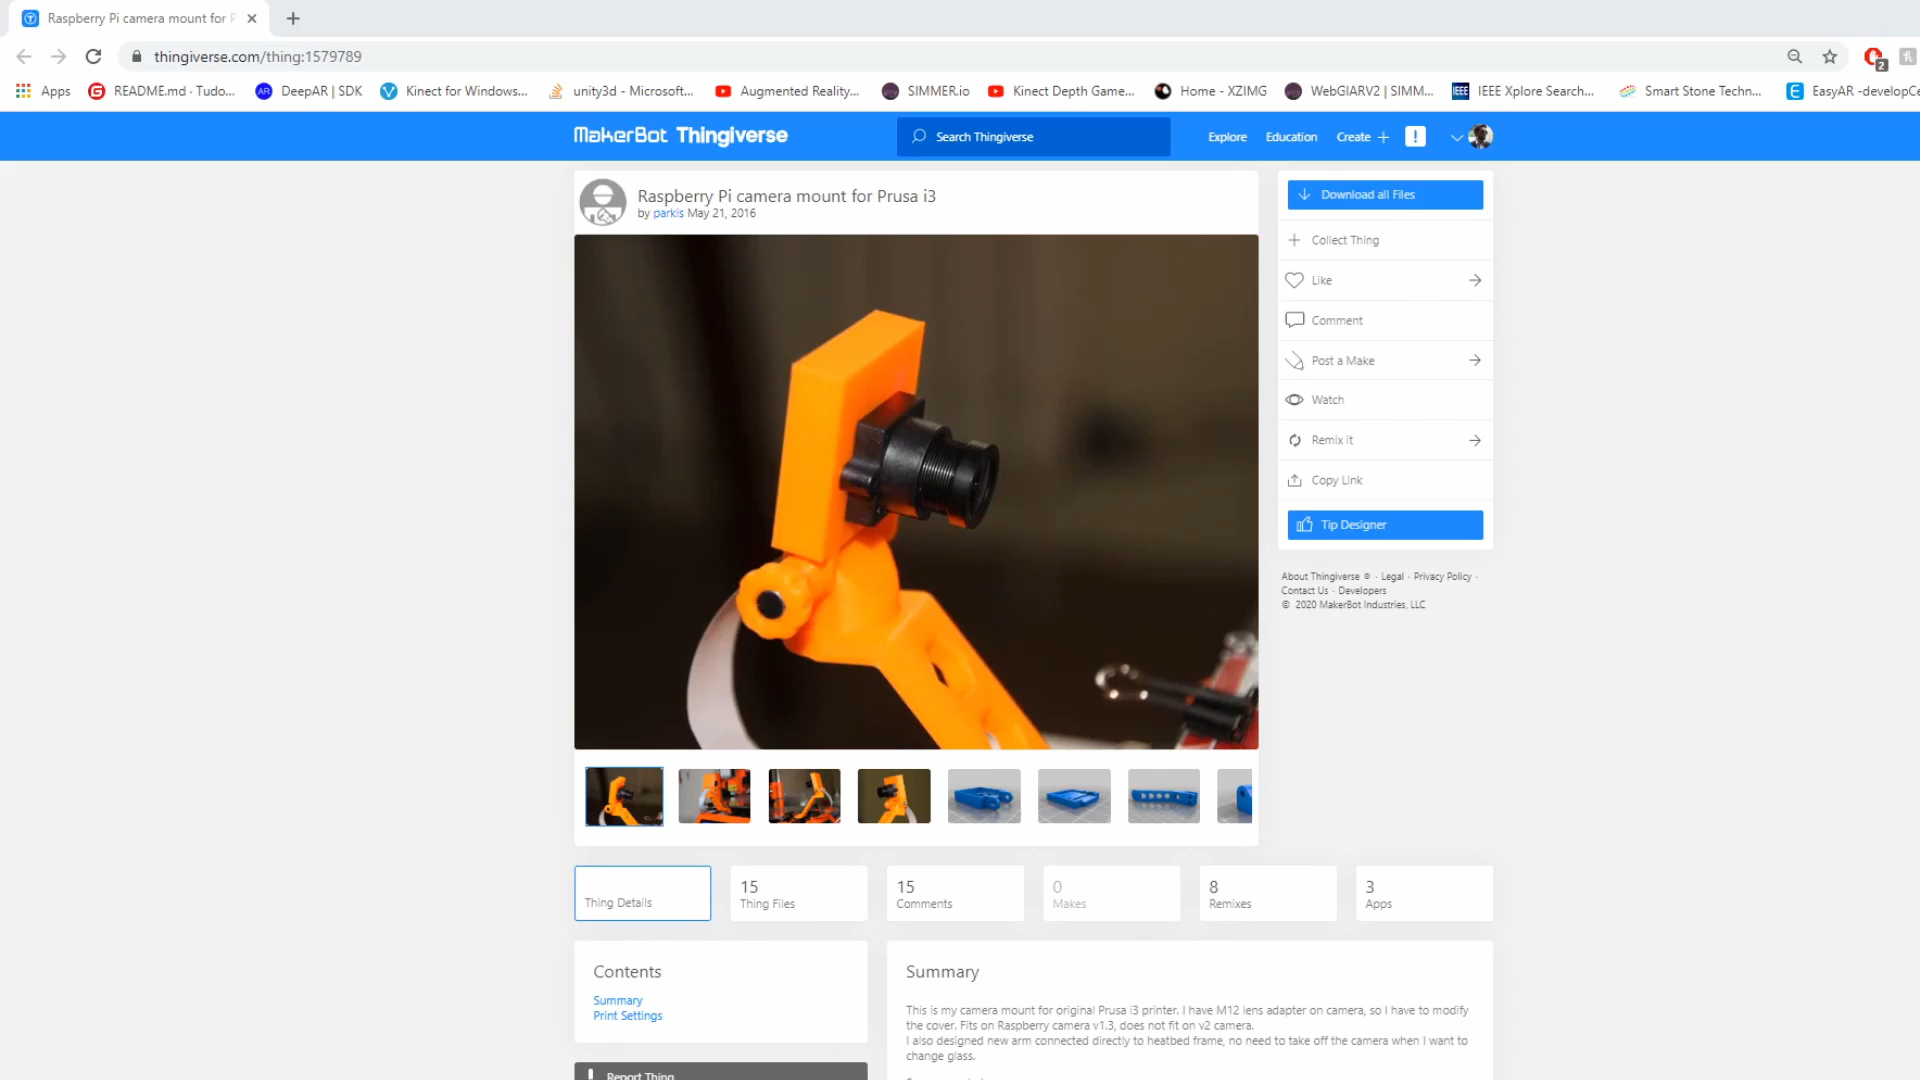 Raspberry Pi camera mount for P
thingiverse.com/thing:1579789
2
Apps
README.md · Tudo...
AR
DeepAR | SDK
Kinect for Windows...
unity3d - Microsoft...
Augmented Reality...
SIMMER.io
Kinect Depth Game...
Home - XZIMG
WebGIARV2 | SIMM...
IEEE
IEEE Xplore Search...
Smart Stone Techn...
E
EasyAR -developCe
MakerBot Thingiverse
Search Thingiverse
Explore
Education
Create
Raspberry Pi camera mount for Prusa i3
by parkis May 21, 2016
Download all Files
Collect Thing
Like
Comment
Post a Make
Watch
Remix it
Copy Link
Tip Designer
About Thingiverse ® · Legal · Privacy Policy ·
Contact Us · Developers
© 2020 MakerBot Industries, LLC
Thing Details
15
Thing Files
15
Comments
0
Makes
8
Remixes
3
Apps
Contents
Summary
Print Settings
Report Thing
Summary
This is my camera mount for original Prusa i3 printer. I have M12 lens adapter on camera, so I have to modify
the cover. Fits on Raspberry camera v1.3, does not fit on v2 camera.
I also designed new arm connected directly to heatbed frame, no need to take off the camera when I want to
change glass.